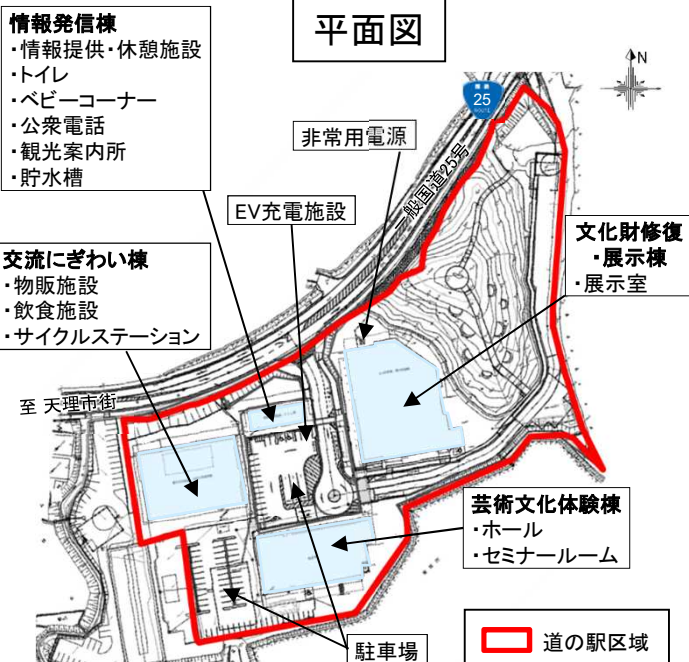 平面図
情報発信棟
・情報提供・休憩施設
・トイレ
・ベビーコーナー
・公衆電話
・観光案内所
・貯水槽
N
国道
25
ROUTE
非常用電源
一般国道25号
EV充電施設
文化財修復
・展示棟
・展示室
交流にぎわい棟
・物販施設
・飲食施設
・サイクルステーション
至 天理市街
芸術文化体験棟
・ホール
・セミナールーム
駐車場
道の駅区域